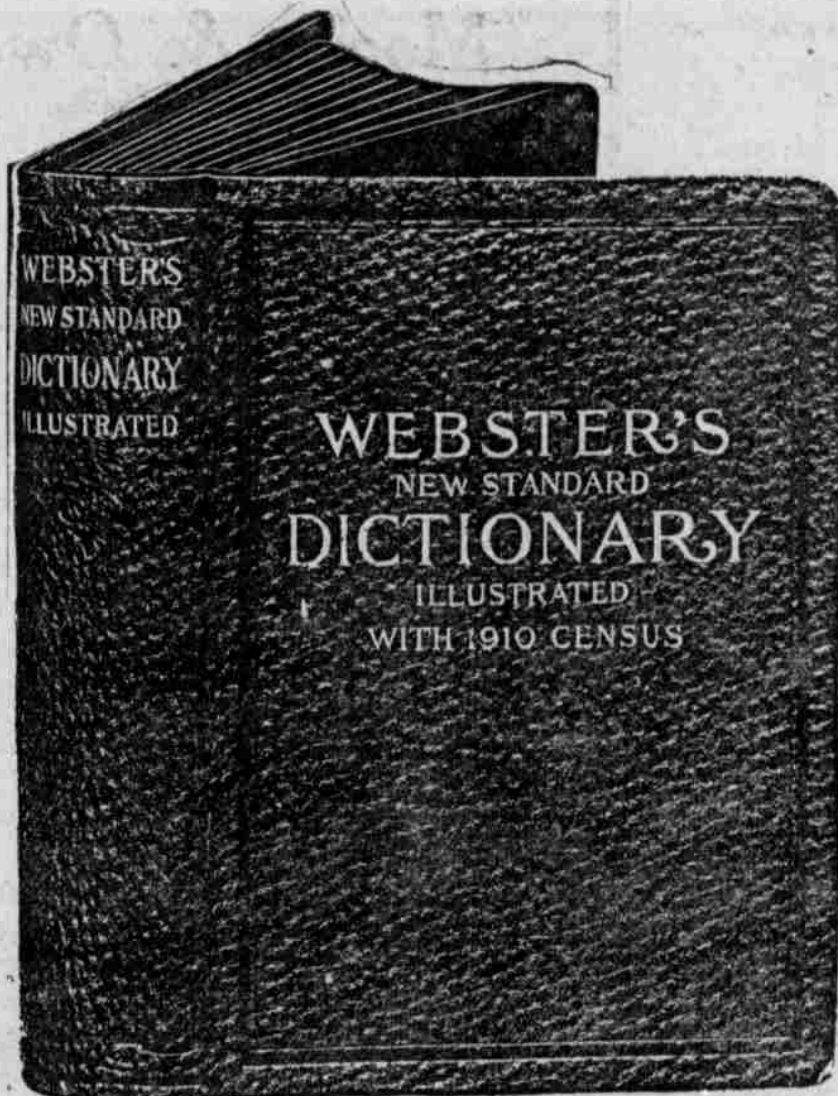 WEBSTER'S
NEW STANDARD
DICTIONARY
ILLUSTRATED
WEBSTER'S
NEW STANDARD
DICTIONARY
ILLUSTRATED
WITH 1910 CENSUS